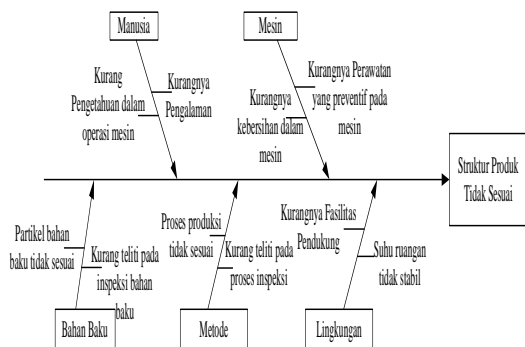 Manusia
Mesin
Kurang
Pengetahuan dalam
operasi mesin
Kurangnya
Pengalaman
Kurangnya
kebersihan dalam
mesin
Kurangnya Perawatan
yang preventif pada
mesin
Struktur Produk
Tidak Sesuai
Partikel bahan
baku tidak sesuai
Kurang teliti pada
inspeksi bahan
baku
Proses produksi
tidak sesuai
Kurang teliti pada
proses inspeksi
Kurangnya Fasilitas
Pendukung
Suhu ruangan
tidak stabil
Bahan Baku
Metode
Lingkungan